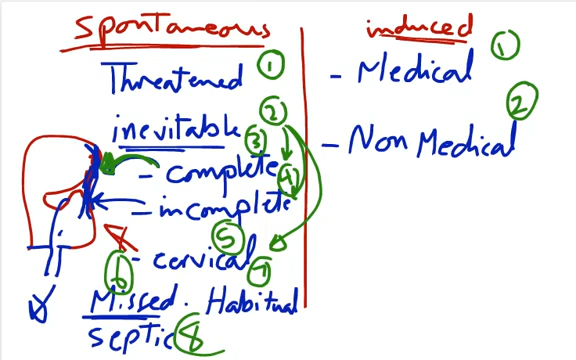 Spontaneous
Threatened 1
inevitable 2
3
- complete 4
- incomplete
5
- cervical
6 7
Missed. Habitual
septic 8
induced
- Medical 1
- Non Medical 2